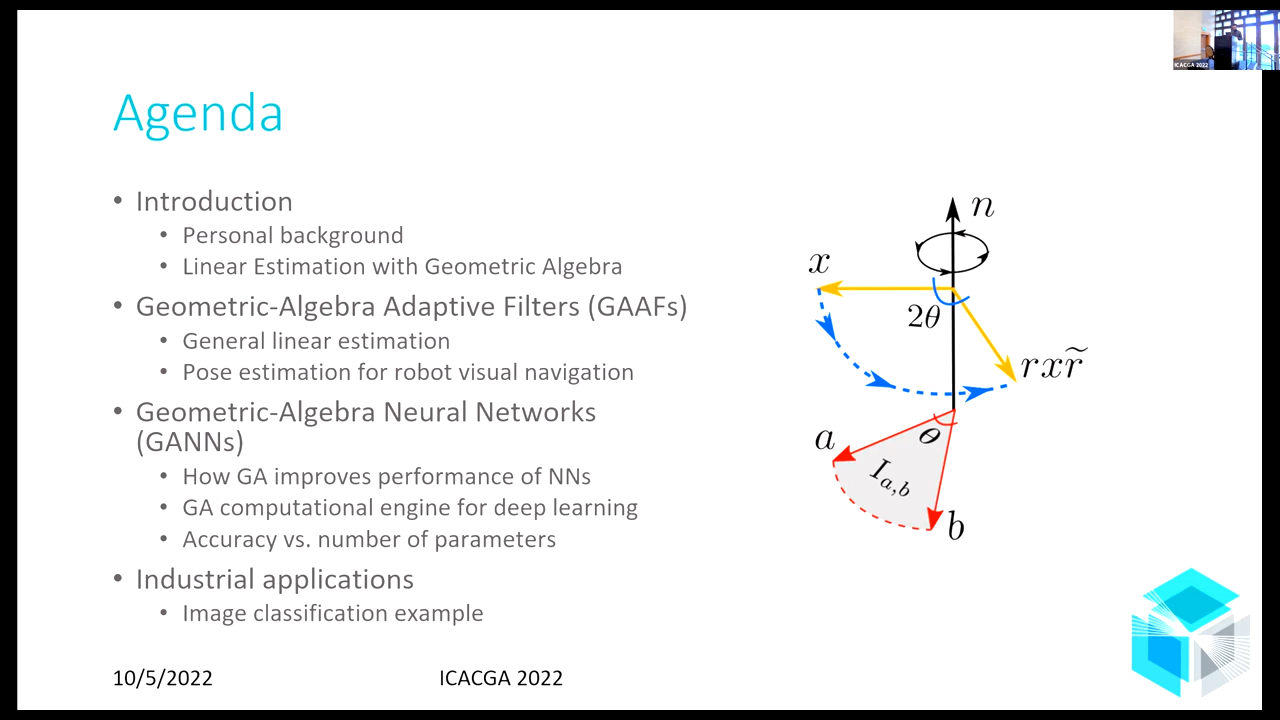 ICACGA 2022
Agenda
• Introduction
• Personal background
• Linear Estimation with Geometric Algebra
• Geometric-Algebra Adaptive Filters (GAAFs)
• General linear estimation
• Pose estimation for robot visual navigation
• Geometric-Algebra Neural Networks
(GANNs)
• How GA improves performance of NNs
• GA computational engine for deep learning
• Accuracy vs. number of parameters
• Industrial applications
• Image classification example
n
x
2θ
r x r̃
a
θ
I_{a,b}
b
10/5/2022
ICACGA 2022